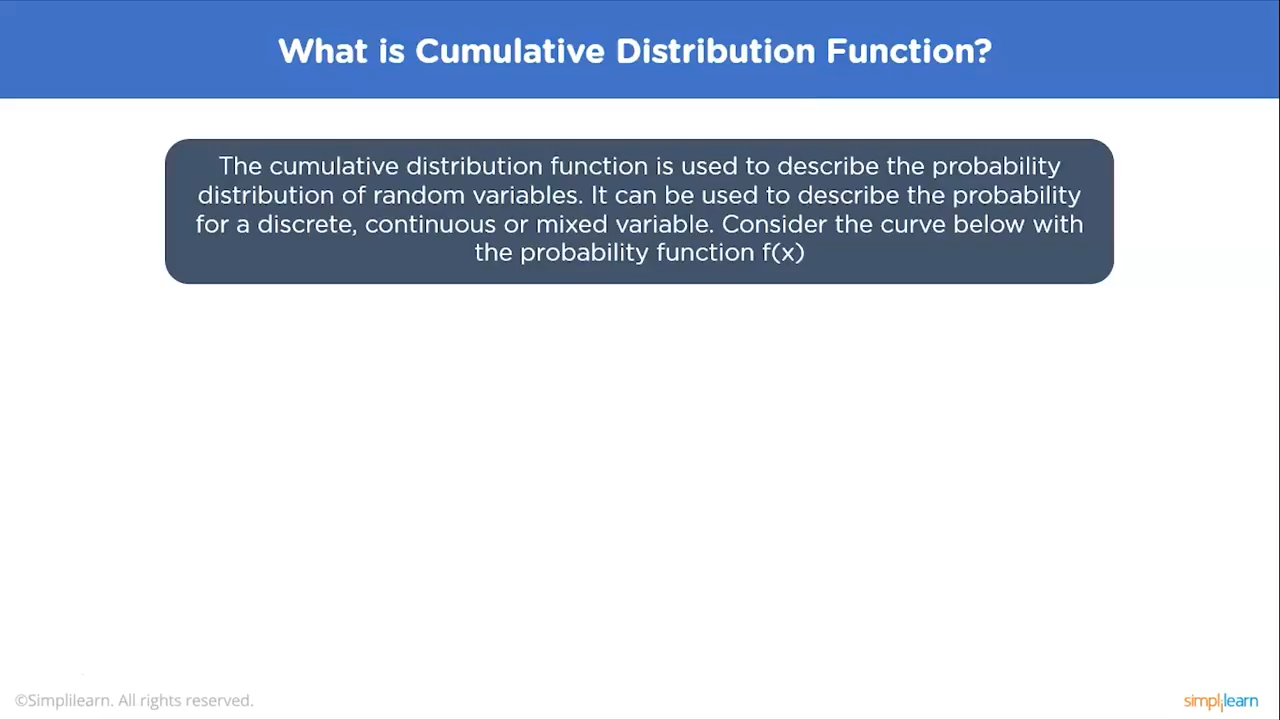 What is Cumulative Distribution Function?
The cumulative distribution function is used to describe the probability
distribution of random variables. It can be used to describe the probability
for a discrete, continuous or mixed variable. Consider the curve below with
the probability function f(x)
©Simplilearn. All rights reserved.
simplilearn